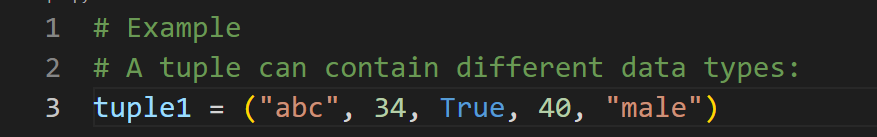 1 # Example
2 # A tuple can contain different data types:
3 tuple1 = ("abc", 34, True, 40, "male")